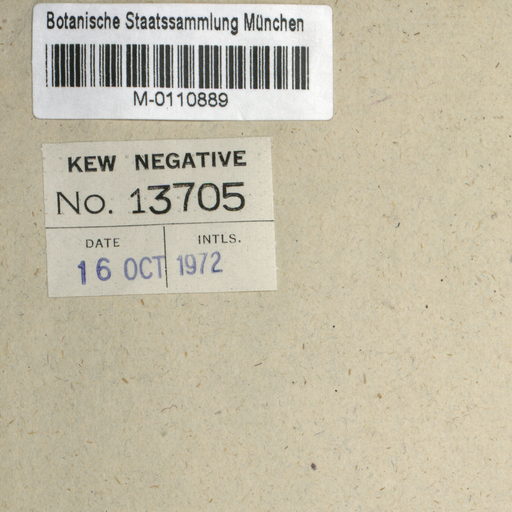 Botanische Staatssammlung München
M-0110889
KEW NEGATIVE
No. 13705
DATE INTLS.
16 OCT 1972